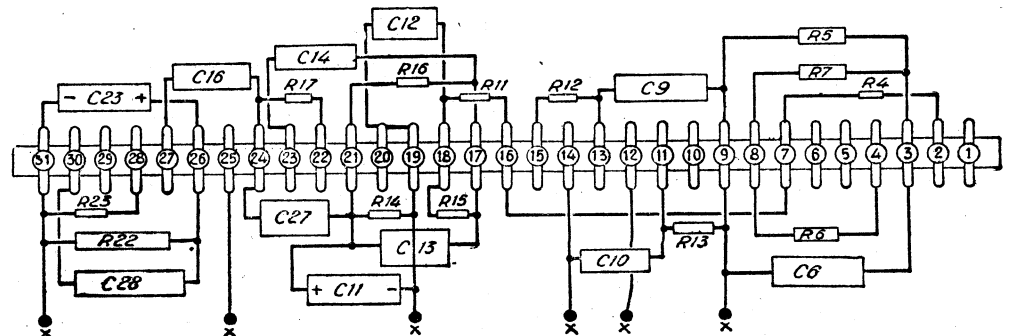 C12
R5
C14
C16
R16
R7
R17
R11
R12
C9
R4
− C23 +
31 30 29 28 27 26 25 24 23 22 21 20 19 18 17 16 15 14 13 12 11 10 9 8 7 6 5 4 3 2 1
R23
C27
R14
R15
R22
C13
R13
R6
C10
C28
+ C11 −
C6
x x x x x x